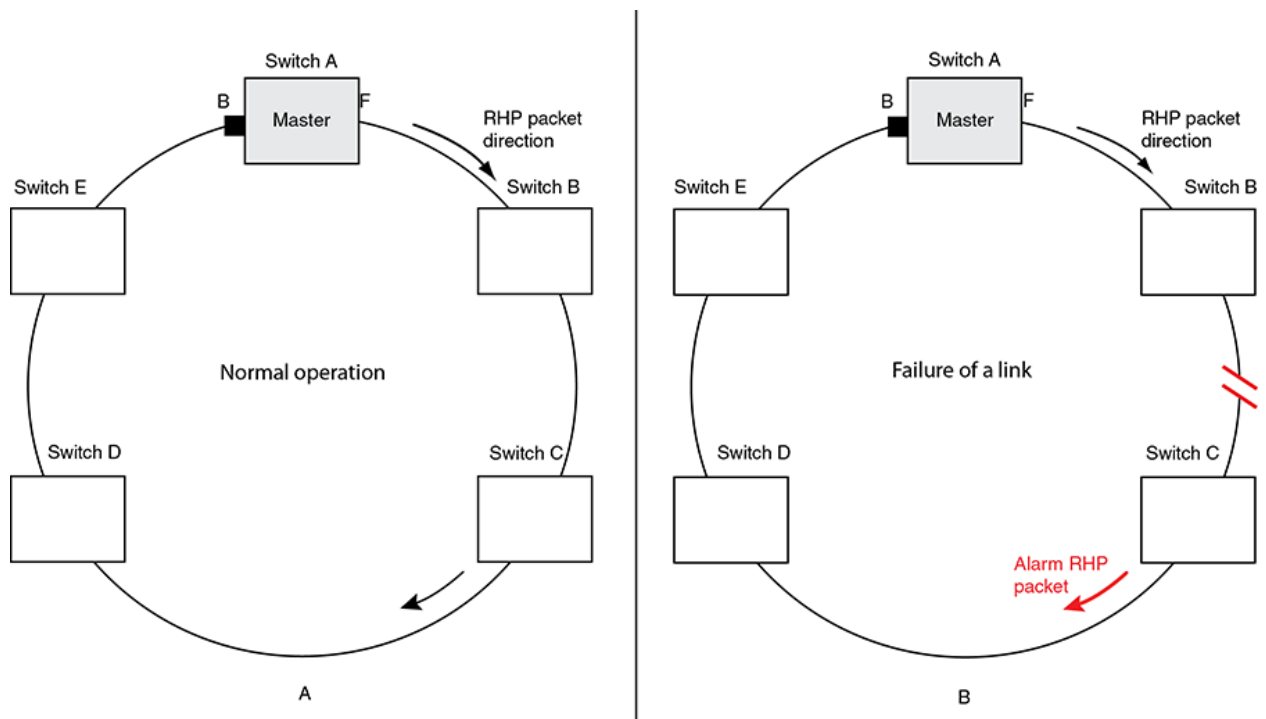 Switch A
B
F
Master
RHP packet
direction
Switch E
Switch B
Normal operation
Switch D
Switch C
A
Switch A
B
F
Master
RHP packet
direction
Switch E
Switch B
Failure of a link
Switch D
Switch C
Alarm RHP
packet
B